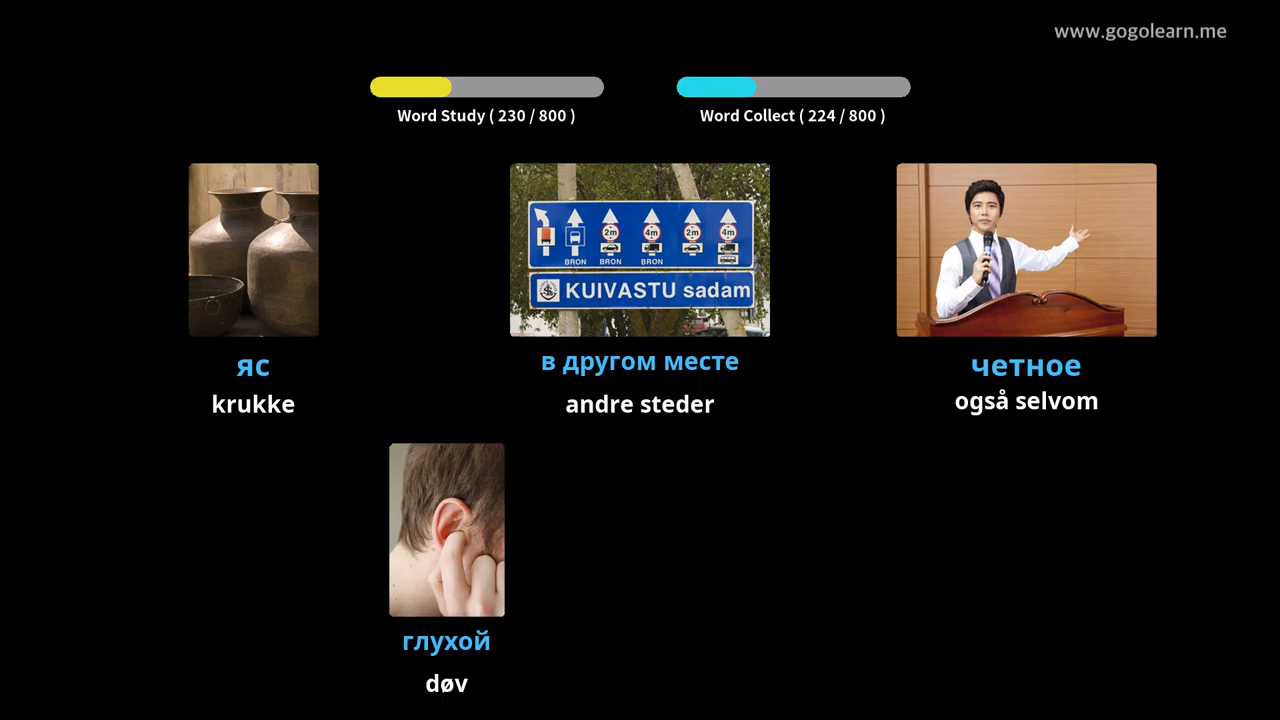 www.gogolearn.me
Word Study ( 230 / 800 )
Word Collect ( 224 / 800 )
2m
4m
2m
4m
BRON
BRON
BRON
KUIVASTU sadam
яс
krukke
в другом месте
andre steder
четное
også selvom
глухой
døv